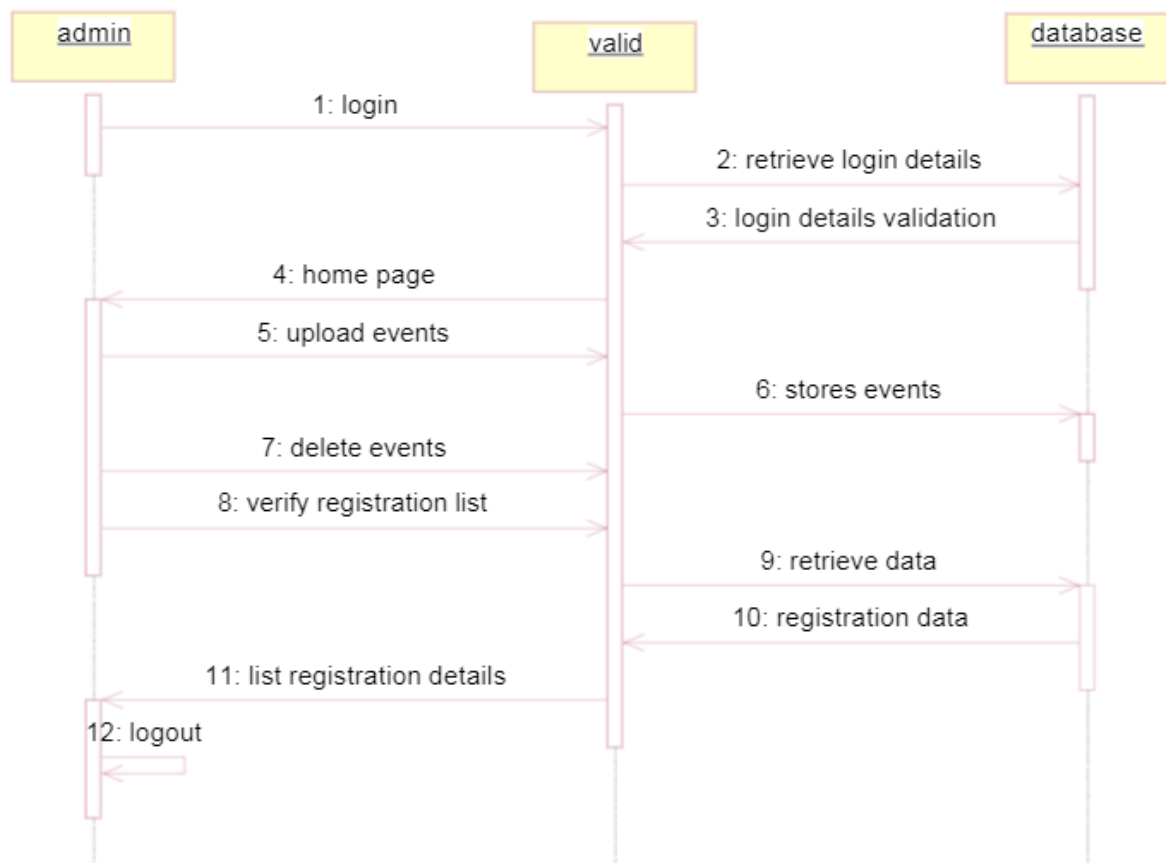 admin
valid
database
1: login
2: retrieve login details
3: login details validation
4: home page
5: upload events
6: stores events
7: delete events
8: verify registration list
9: retrieve data
10: registration data
11: list registration details
12: logout